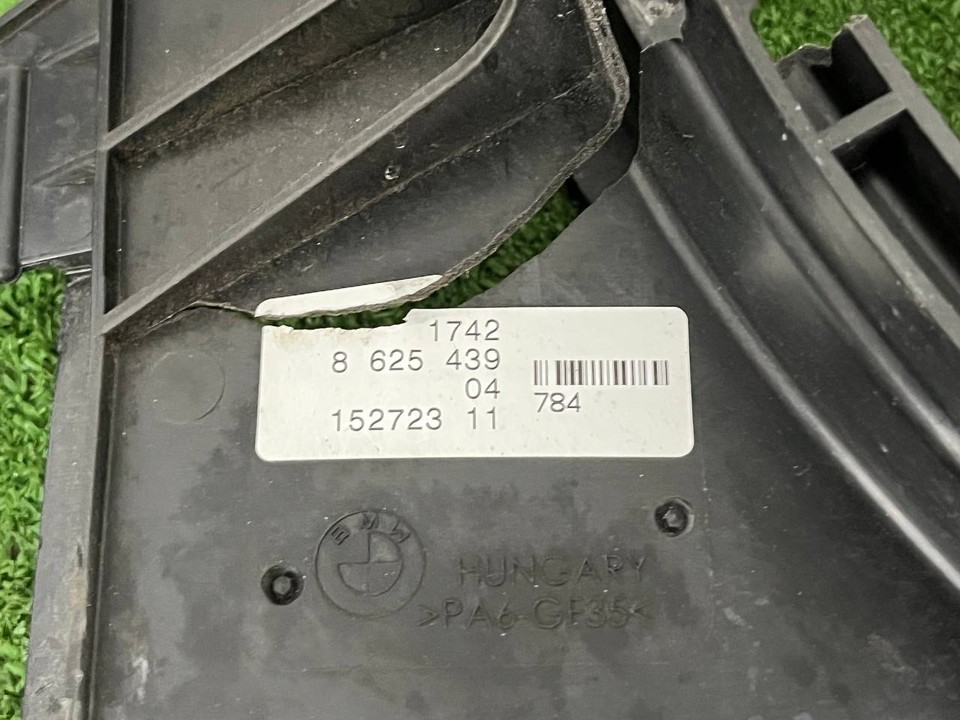 1742
8 625 439
04
152723 11
784
BMW
HUNGARY
>PA6-GF35<